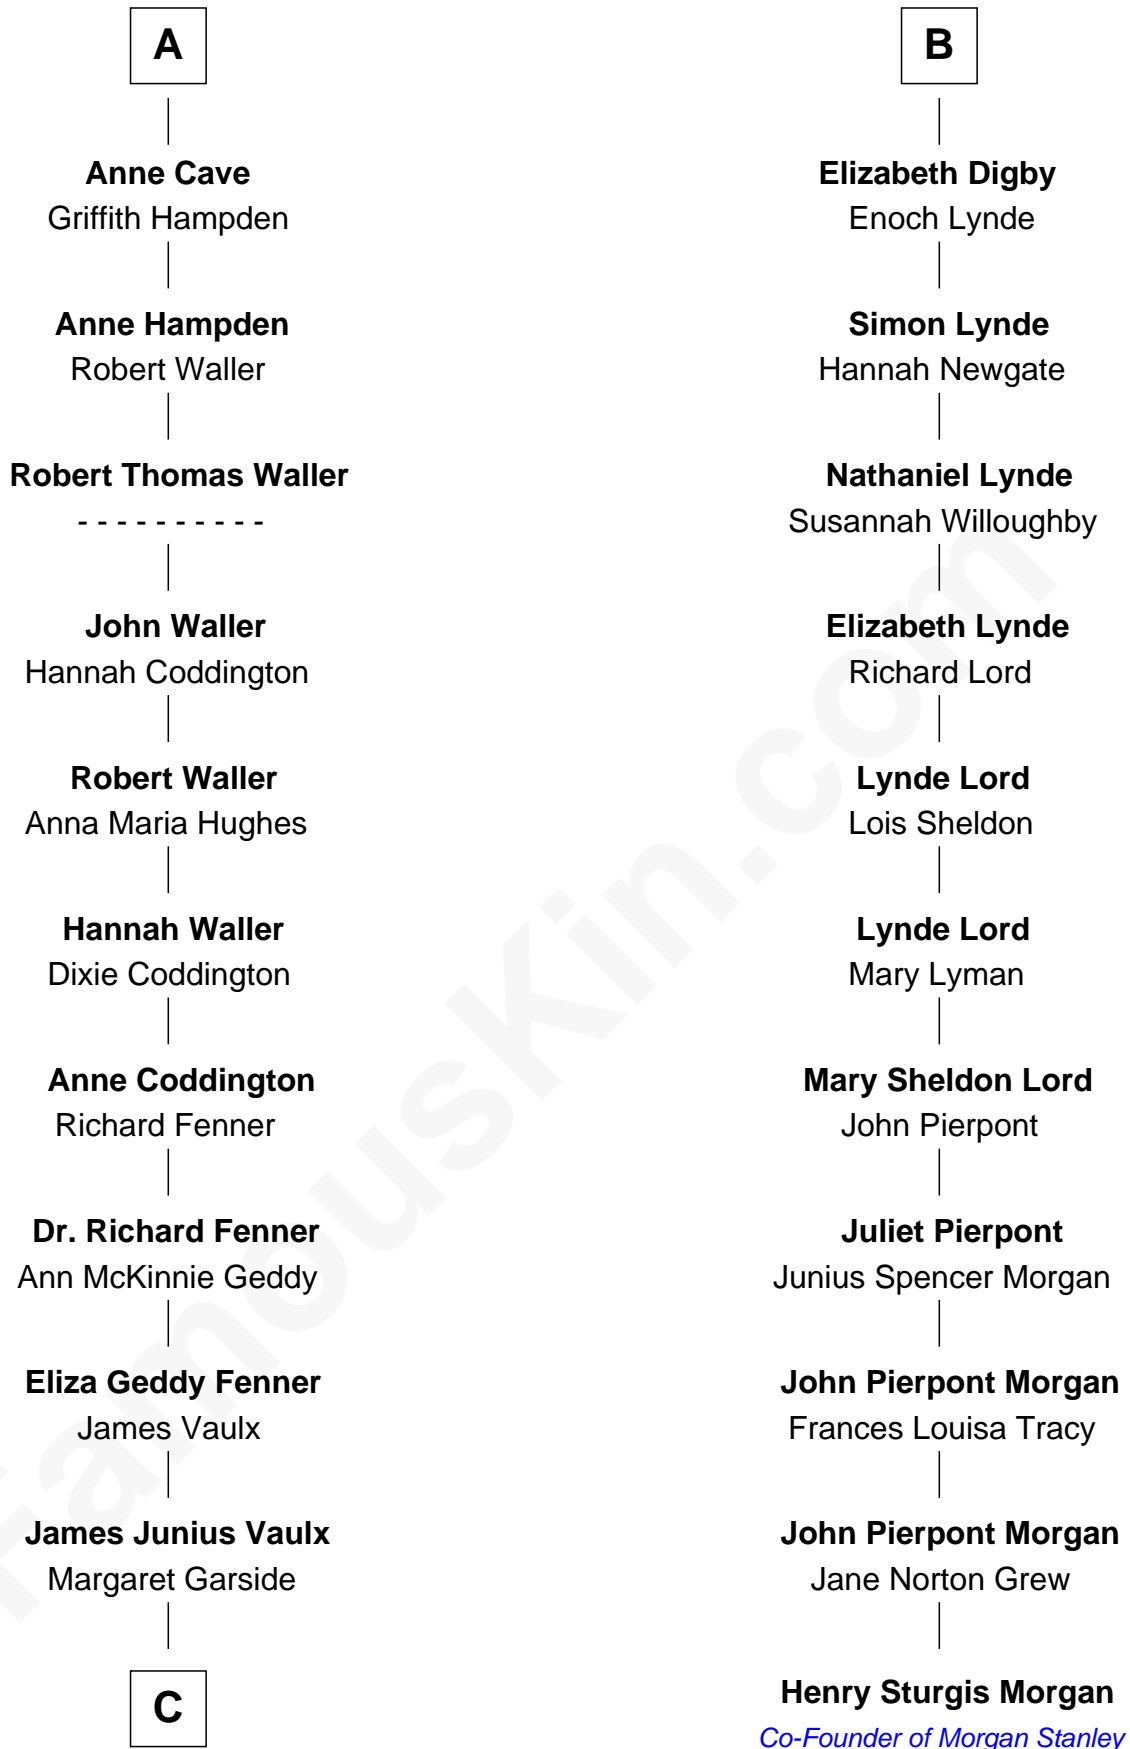 A
Anne Cave
Griffith Hampden
Anne Hampden
Robert Waller
Robert Thomas Waller
- - - - - - - - - -
John Waller
Hannah Coddington
Robert Waller
Anna Maria Hughes
Hannah Waller
Dixie Coddington
Anne Coddington
Richard Fenner
Dr. Richard Fenner
Ann McKinnie Geddy
Eliza Geddy Fenner
James Vaulx
James Junius Vaulx
Margaret Garside
C
B
Elizabeth Digby
Enoch Lynde
Simon Lynde
Hannah Newgate
Nathaniel Lynde
Susannah Willoughby
Elizabeth Lynde
Richard Lord
Lynde Lord
Lois Sheldon
Lynde Lord
Mary Lyman
Mary Sheldon Lord
John Pierpont
Juliet Pierpont
Junius Spencer Morgan
John Pierpont Morgan
Frances Louisa Tracy
John Pierpont Morgan
Jane Norton Grew
Henry Sturgis Morgan
Co-Founder of Morgan Stanley
FamousKin.com